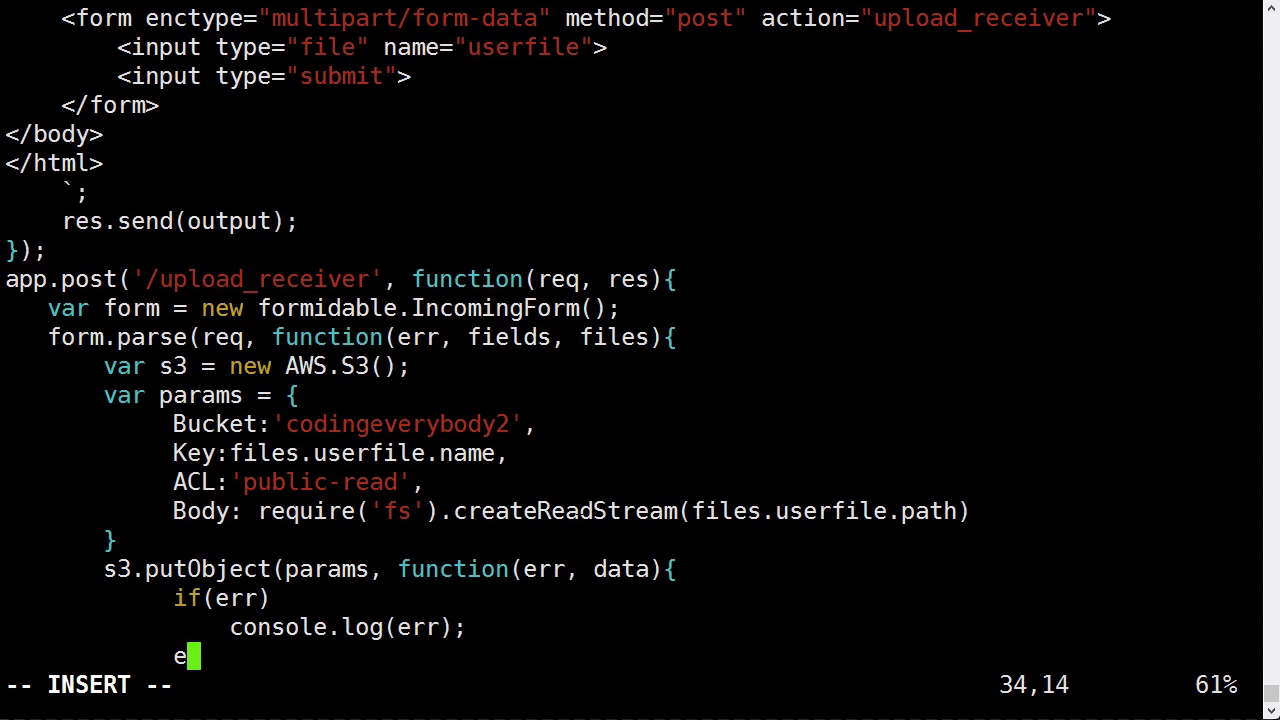 <form enctype="multipart/form-data" method="post" action="upload_receiver">
        <input type="file" name="userfile">
        <input type="submit">
    </form>
</body>
</html>
    `;
    res.send(output);
});
app.post('/upload_receiver', function(req, res){
   var form = new formidable.IncomingForm();
   form.parse(req, function(err, fields, files){
       var s3 = new AWS.S3();
       var params = {
            Bucket:'codingeverybody2',
            Key:files.userfile.name,
            ACL:'public-read',
            Body: require('fs').createReadStream(files.userfile.path)
       }
       s3.putObject(params, function(err, data){
            if(err)
                console.log(err);
            e
-- INSERT -- 34,14 61%